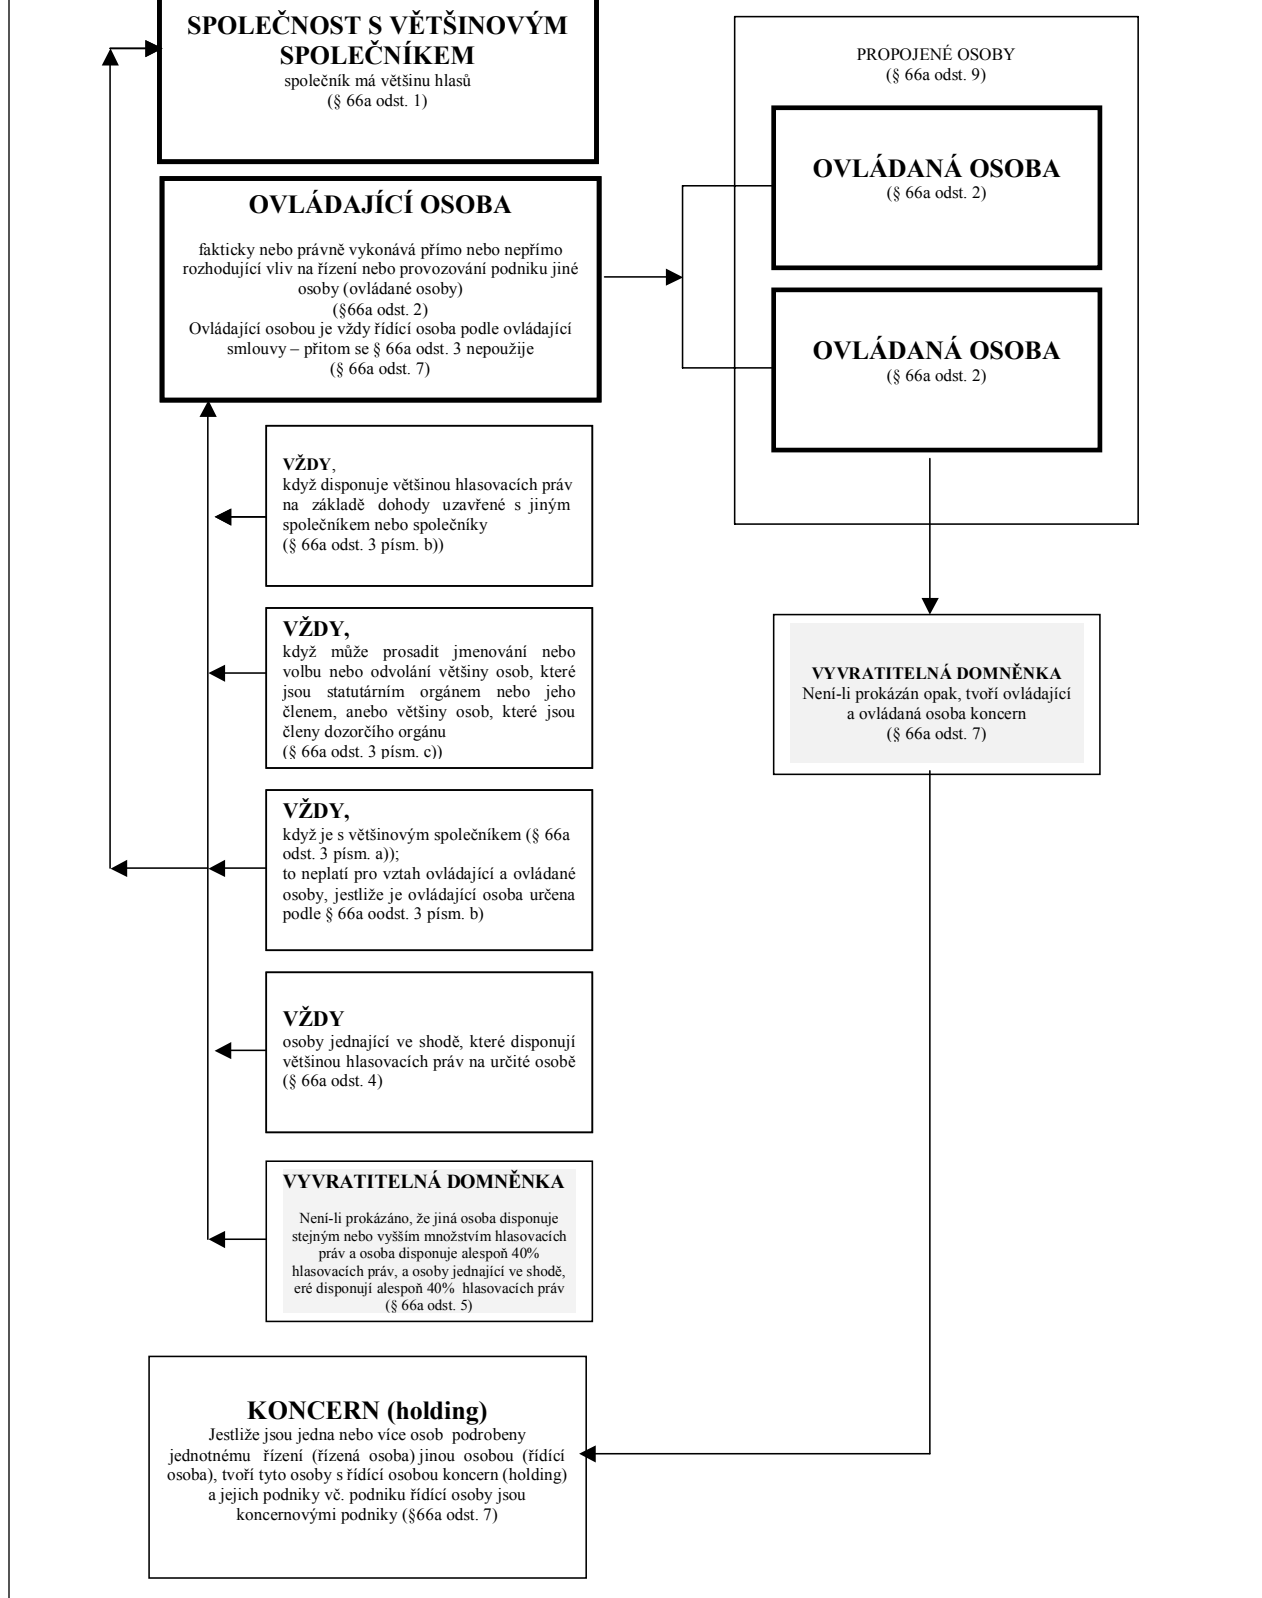 SPOLEČNOST S VĚTŠINOVÝM
SPOLEČNÍKEM
společník má většinu hlasů
(§ 66a odst. 1)
OVLÁDAJÍCÍ OSOBA
fakticky nebo právně vykonává přímo nebo nepřímo
rozhodující vliv na řízení nebo provozování podniku jiné
osoby (ovládané osoby)
(§66a odst. 2)
Ovládající osobou je vždy řídící osoba podle ovládající
smlouvy – přitom se § 66a odst. 3 nepoužije
(§ 66a odst. 7)
PROPOJENÉ OSOBY
(§ 66a odst. 9)
OVLÁDANÁ OSOBA
(§ 66a odst. 2)
OVLÁDANÁ OSOBA
(§ 66a odst. 2)
VŽDY,
když disponuje většinou hlasovacích práv
na základě dohody uzavřené s jiným
společníkem nebo společníky
(§ 66a odst. 3 písm. b))
VŽDY,
když může prosadit jmenování nebo
volbu nebo odvolání většiny osob, které
jsou statutárním orgánem nebo jeho
členem, anebo většiny osob, které jsou
členy dozorčího orgánu
(§ 66a odst. 3 písm. c))
VYVRATITELNÁ DOMNĚNKA
Není-li prokázán opak, tvoří ovládající
a ovládaná osoba koncern
(§ 66a odst. 7)
VŽDY,
když je s většinovým společníkem (§ 66a
odst. 3 písm. a));
to neplatí pro vztah ovládající a ovládané
osoby, jestliže je ovládající osoba určena
podle § 66a oodst. 3 písm. b)
VŽDY
osoby jednající ve shodě, které disponují
většinou hlasovacích práv na určité osobě
(§ 66a odst. 4)
VYVRATITELNÁ DOMNĚNKA
Není-li prokázáno, že jiná osoba disponuje
stejným nebo vyšším množstvím hlasovacích
práv a osoba disponuje alespoň 40%
hlasovacích práv, a osoby jednající ve shodě,
eré disponují alespoň 40% hlasovacích práv
(§ 66a odst. 5)
KONCERN (holding)
Jestliže jsou jedna nebo více osob podrobeny
jednotnému řízení (řízená osoba) jinou osobou (řídící
osoba), tvoří tyto osoby s řídící osobou koncern (holding)
a jejich podniky vč. podniku řídící osoby jsou
koncernovými podniky (§66a odst. 7)